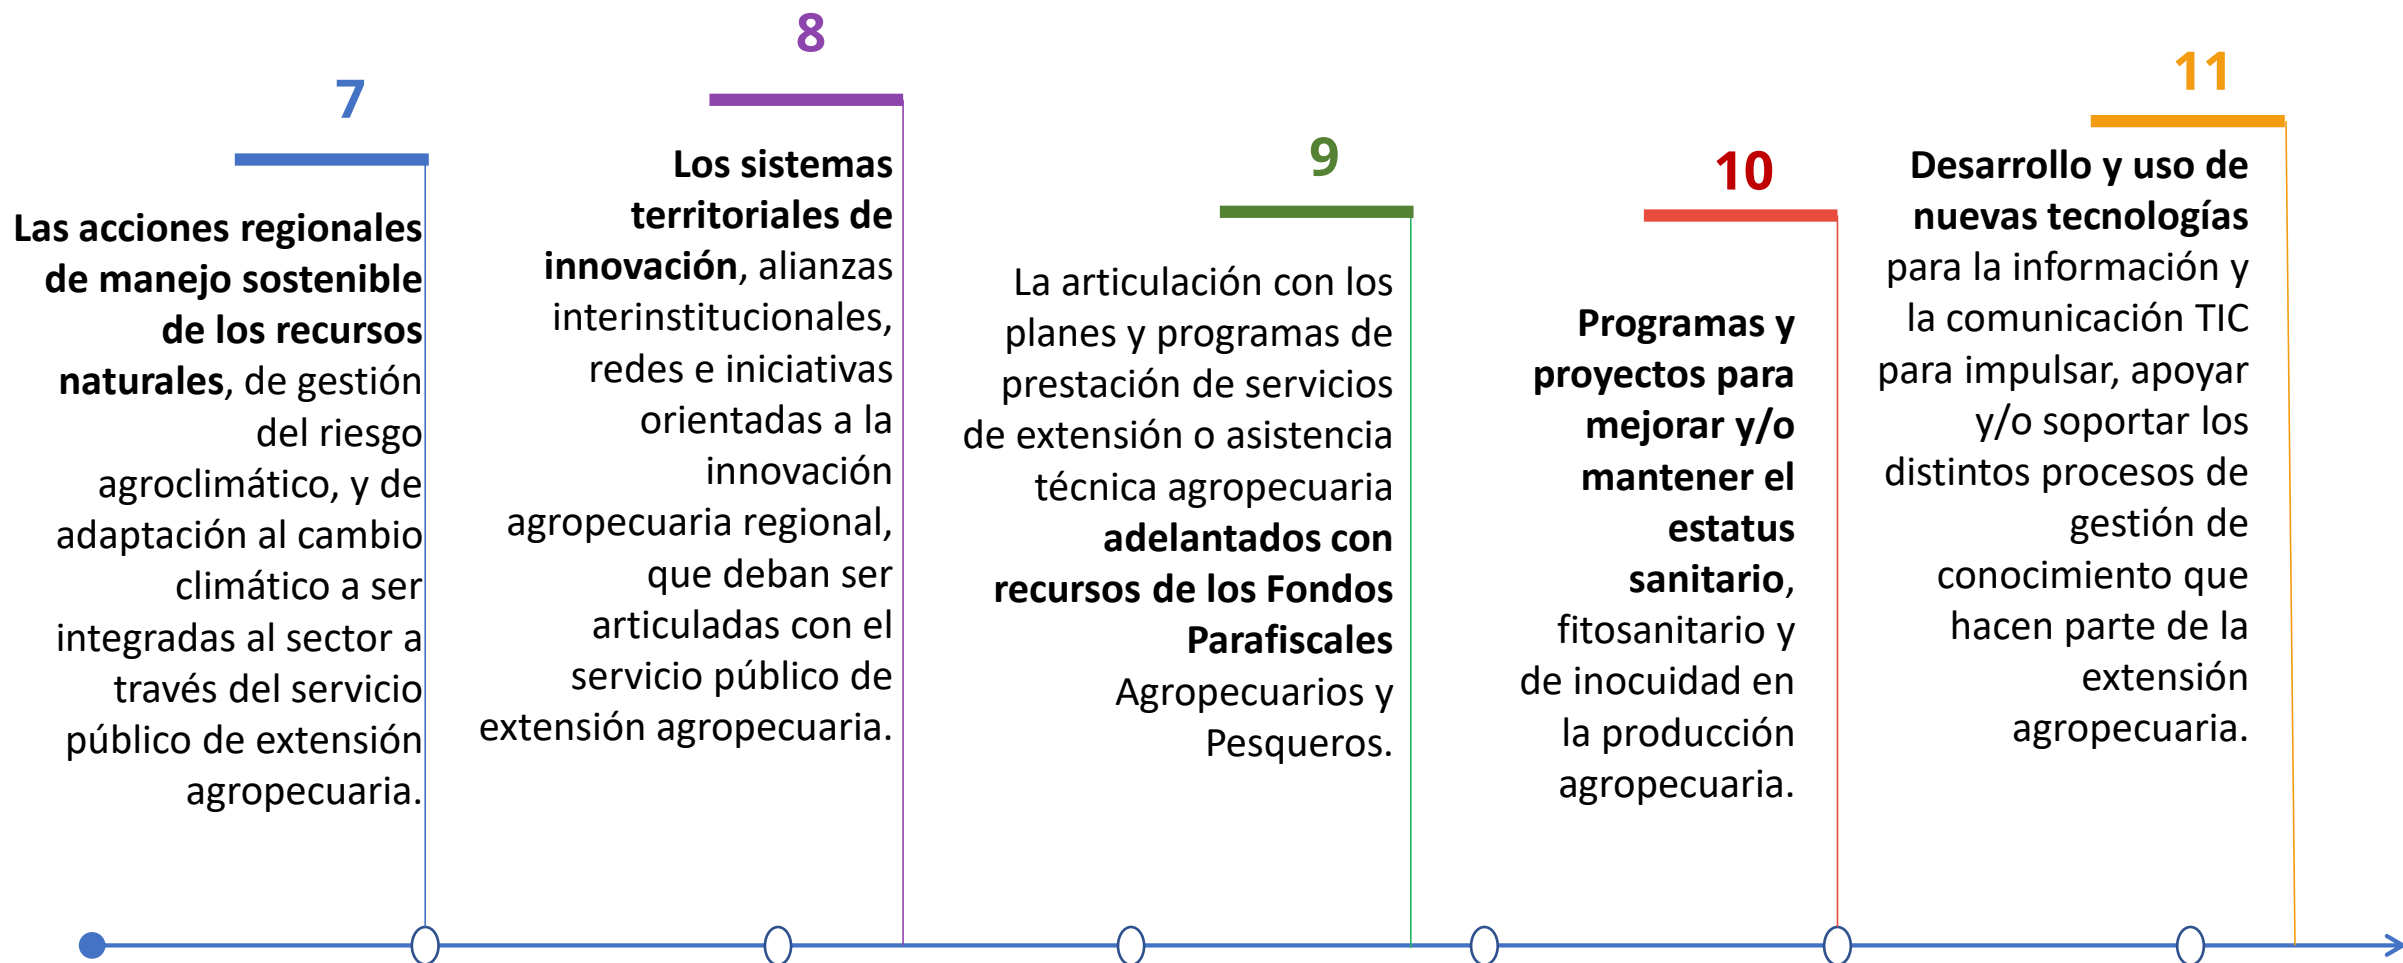 7
Las acciones regionales
de manejo sostenible
de los recursos
naturales, de gestión
del riesgo
agroclimático, y de
adaptación al cambio
climático a ser
integradas al sector a
través del servicio
público de extensión
agropecuaria.
8
Los sistemas
territoriales de
innovación, alianzas
interinstitucionales,
redes e iniciativas
orientadas a la
innovación
agropecuaria regional,
que deban ser
articuladas con el
servicio público de
extensión agropecuaria.
9
La articulación con los
planes y programas de
prestación de servicios
de extensión o asistencia
técnica agropecuaria
adelantados con
recursos de los Fondos
Parafiscales
Agropecuarios y
Pesqueros.
10
Programas y
proyectos para
mejorar y/o
mantener el
estatus
sanitario,
fitosanitario y
de inocuidad en
la producción
agropecuaria.
11
Desarrollo y uso de
nuevas tecnologías
para la información y
la comunicación TIC
para impulsar, apoyar
y/o soportar los
distintos procesos de
gestión de
conocimiento que
hacen parte de la
extensión
agropecuaria.